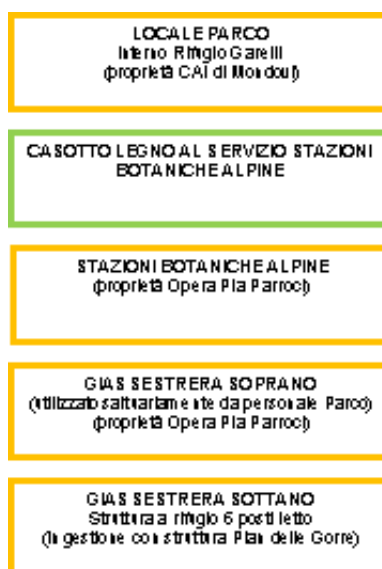 LOCALE PARCO
Interno Rifugio Garelli
(proprietà CAI di Mondovì)
CASOTTO LEGNO AL SERVIZIO STAZIONI
BOTANICHE ALPINE
STAZIONI BOTANICHE ALPINE
(proprietà Opera Pia Parroci)
GIAS SESTRERA SOPRANO
(utilizzato saltuariamente da personale Parco)
(proprietà Opera Pia Parroci)
GIAS SESTRERA SOTTANO
Struttura a rifugio 6 posti letto
(In gestione con struttura Pian delle Gorre)